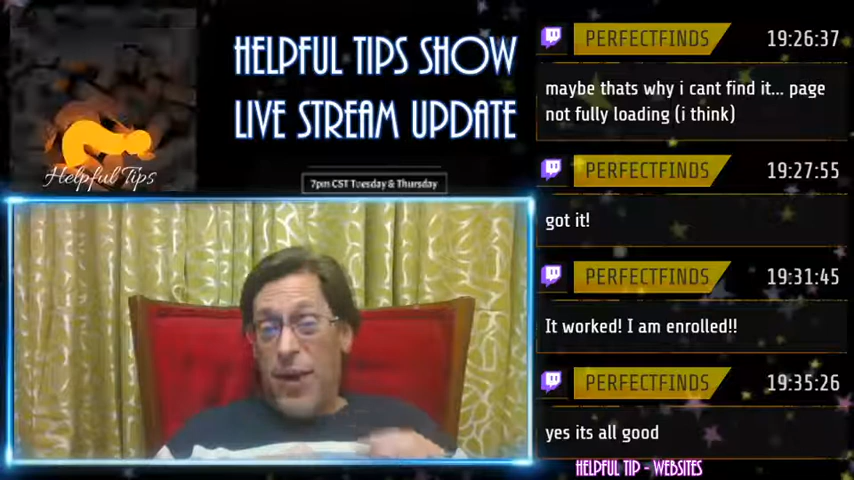 Helpful Tips
HELPFUL TIPS SHOW
LIVE STREAM UPDATE
7pm CST Tuesday & Thursday
PERFECTFINDS 19:26:37
maybe thats why i cant find it... page
not fully loading (i think)
PERFECTFINDS 19:27:55
got it!
PERFECTFINDS 19:31:45
It worked! I am enrolled!!
PERFECTFINDS 19:35:26
yes its all good
HELPFUL TIP - WEBSITES